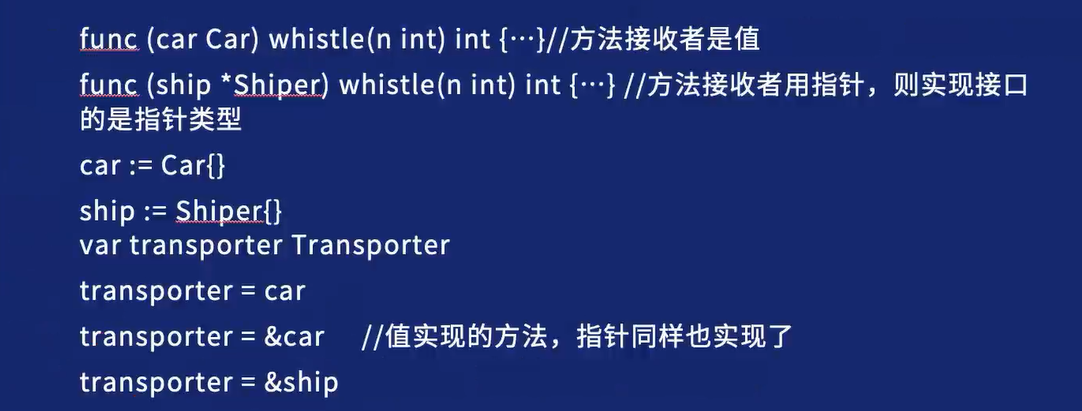 func (car Car) whistle(n int) int {…}//方法接收者是值
func (ship *Shiper) whistle(n int) int {…} //方法接收者用指针，则实现接口
的是指针类型
car := Car{}
ship := Shiper{}
var transporter Transporter
transporter = car
transporter = &car //值实现的方法，指针同样也实现了
transporter = &ship